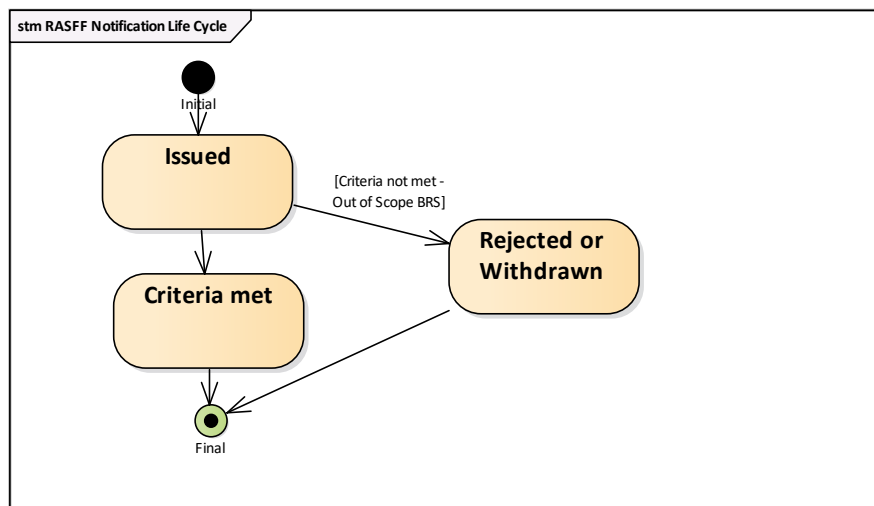 stm RASFF Notification Life Cycle
Initial
Issued
[Criteria not met -
Out of Scope BRS]
Rejected or
Withdrawn
Criteria met
Final